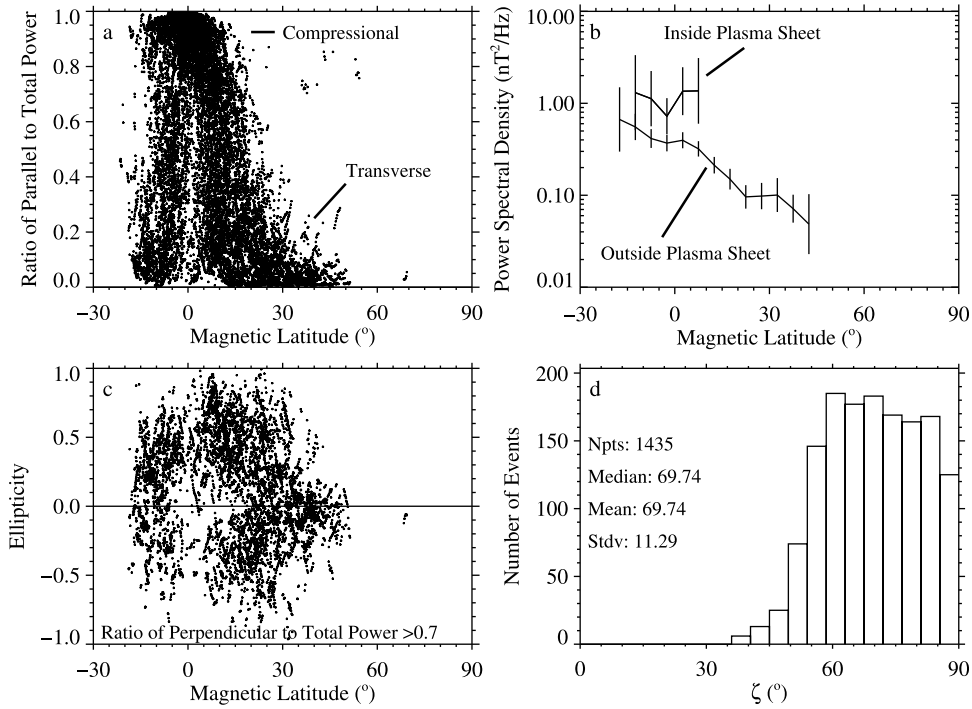 1.0
0.8
0.6
0.4
0.2
0.0
Ratio of Parallel to Total Power
a
Compressional
Transverse
−30 0 30 60 90
Magnetic Latitude (°)
10.00
1.00
0.10
0.01
Power Spectral Density (nT²/Hz)
b
Inside Plasma Sheet
Outside Plasma Sheet
−30 0 30 60 90
Magnetic Latitude (°)
1.0
0.5
0.0
−0.5
−1.0
Ellipticity
c
Ratio of Perpendicular to Total Power >0.7
−30 0 30 60 90
Magnetic Latitude (°)
200
150
100
50
0
Number of Events
d
Npts: 1435
Median: 69.74
Mean: 69.74
Stdv: 11.29
0 30 60 90
ζ (°)